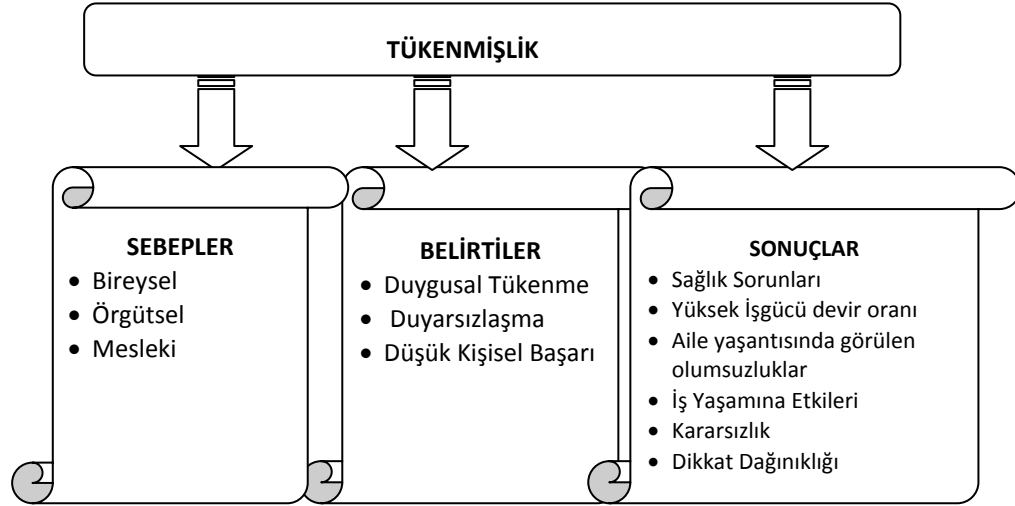 TÜKENMİŞLİK
SEBEPLER
• Bireysel
• Örgütsel
• Mesleki
BELİRTİLER
• Duygusal Tükenme
• Duyarsızlaşma
• Düşük Kişisel Başarı
SONUÇLAR
• Sağlık Sorunları
• Yüksek İşgücü devir oranı
• Aile yaşantısında görülen
olumsuzluklar
• İş Yaşamına Etkileri
• Kararsızlık
• Dikkat Dağınıklığı